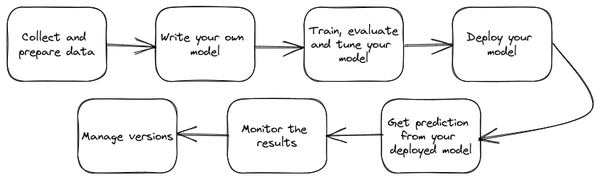 Collect and
prepare data
Write your own
model
Train, evaluate
and tune your
model
Deploy your
model
Get prediction
from your
deployed model
Monitor the
results
Manage versions